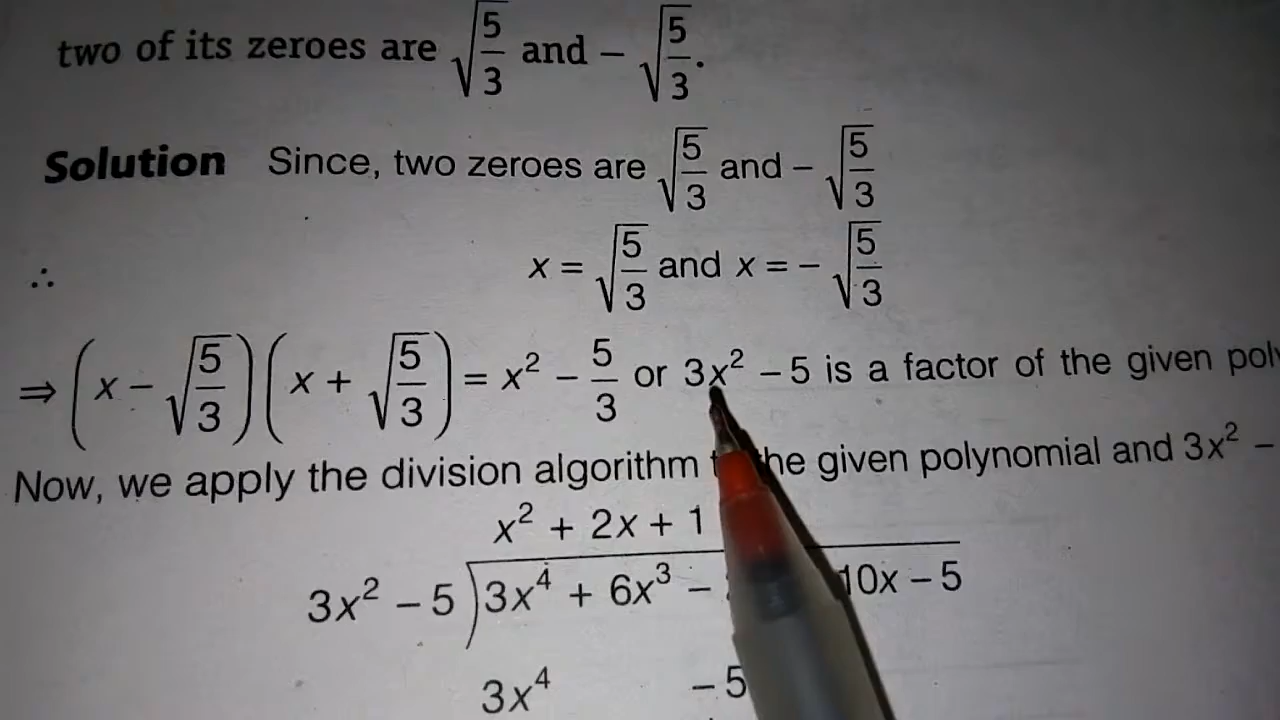 two of its zeroes are √(5/3) and – √(5/3).
Solution Since, two zeroes are √(5/3) and – √(5/3)
∴ x = √(5/3) and x = – √(5/3)
⇒ (x – √(5/3)) (x + √(5/3)) = x² – 5/3 or 3x² – 5 is a factor of the given
Now, we apply the division algorithm the given polynomial and 3x² –
x² + 2x + 1
3x² – 5 ) 3x⁴ + 6x³ – 10x – 5
3x⁴ – 5